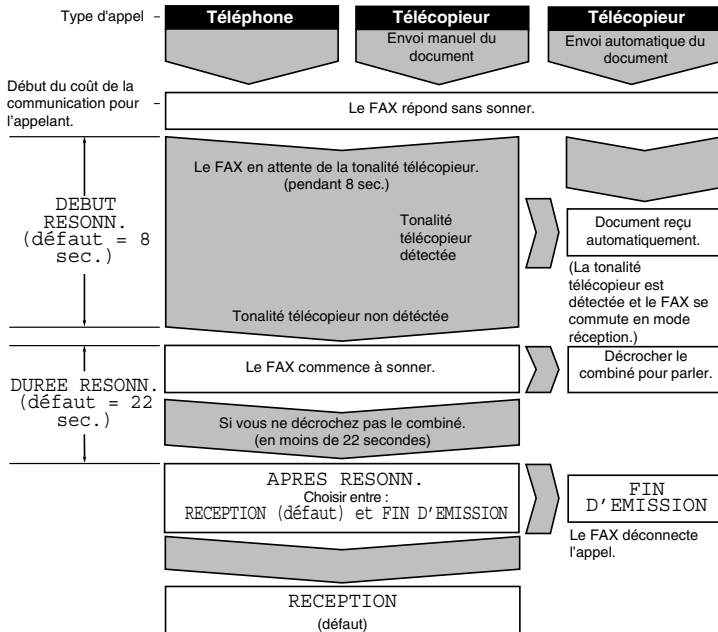 Type d'appel
Téléphone
Télécopieur
Télécopieur
Envoi manuel du
document
Envoi automatique du
document
Début du coût de la
communication pour
l'appelant.
Le FAX répond sans sonner.
Le FAX en attente de la tonalité télécopieur.
(pendant 8 sec.)
DEBUT
RESONN.
(défaut = 8
sec.)
Tonalité
télécopieur
détectée
Document reçu
automatiquement.
(La tonalité
télécopieur est
détectée et le FAX se
commute en mode
réception.)
Tonalité télécopieur non détéctée
DUREE RESONN.
(défaut = 22
sec.)
Le FAX commence à sonner.
Décrocher le
combiné pour parler.
Si vous ne décrochez pas le combiné.
(en moins de 22 secondes)
APRES RESONN.
Choisir entre :
RECEPTION (défaut) et FIN D'EMISSION
FIN
D'EMISSION
Le FAX déconnecte
l'appel.
RECEPTION
(défaut)